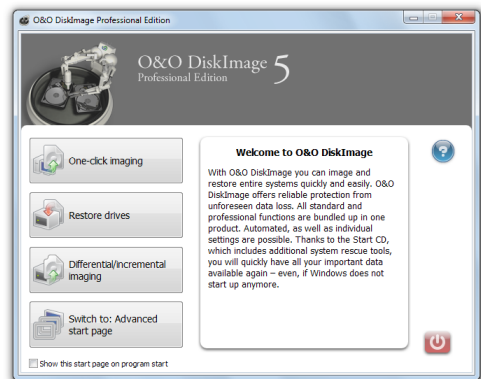 O&O DiskImage Professional Edition
O&O DiskImage 5
Professional Edition
One-click imaging
Restore drives
Differential/incremental
imaging
Switch to: Advanced
start page
Show this start page on program start
Welcome to O&O DiskImage
With O&O DiskImage you can image and
restore entire systems quickly and easily. O&O
DiskImage offers reliable protection from
unforeseen data loss. All standard and
professional functions are bundled up in one
product. Automated, as well as individual
settings are possible. Thanks to the Start CD,
which includes additional system rescue tools,
you will quickly have all your important data
available again – even, if Windows does not
start up anymore.
?